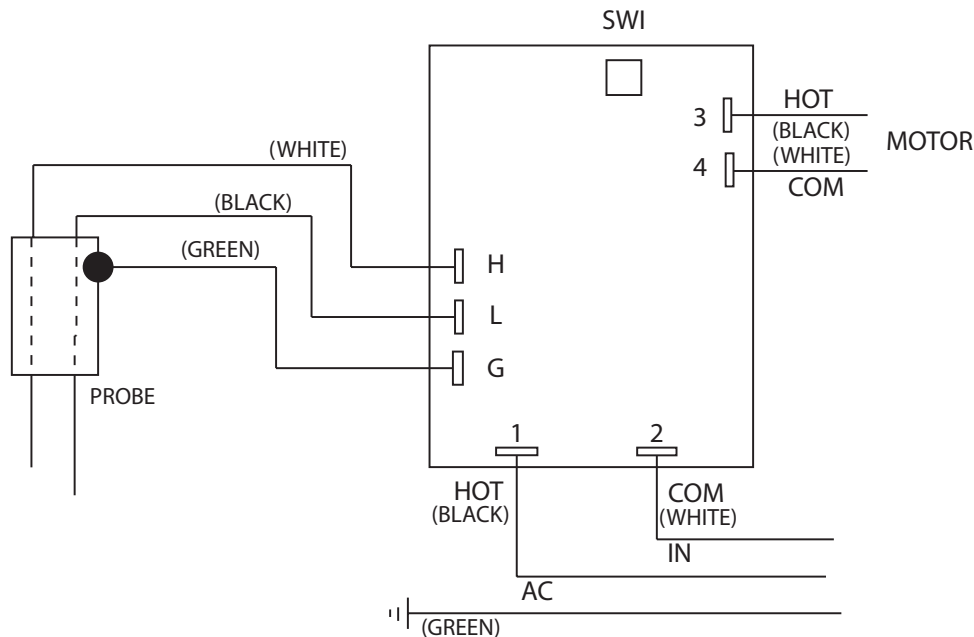 SWI
3
HOT
(BLACK)
(WHITE)
4
COM
MOTOR
(WHITE)
(BLACK)
(GREEN)
H
L
G
PROBE
1
2
HOT
(BLACK)
COM
(WHITE)
IN
AC
(GREEN)